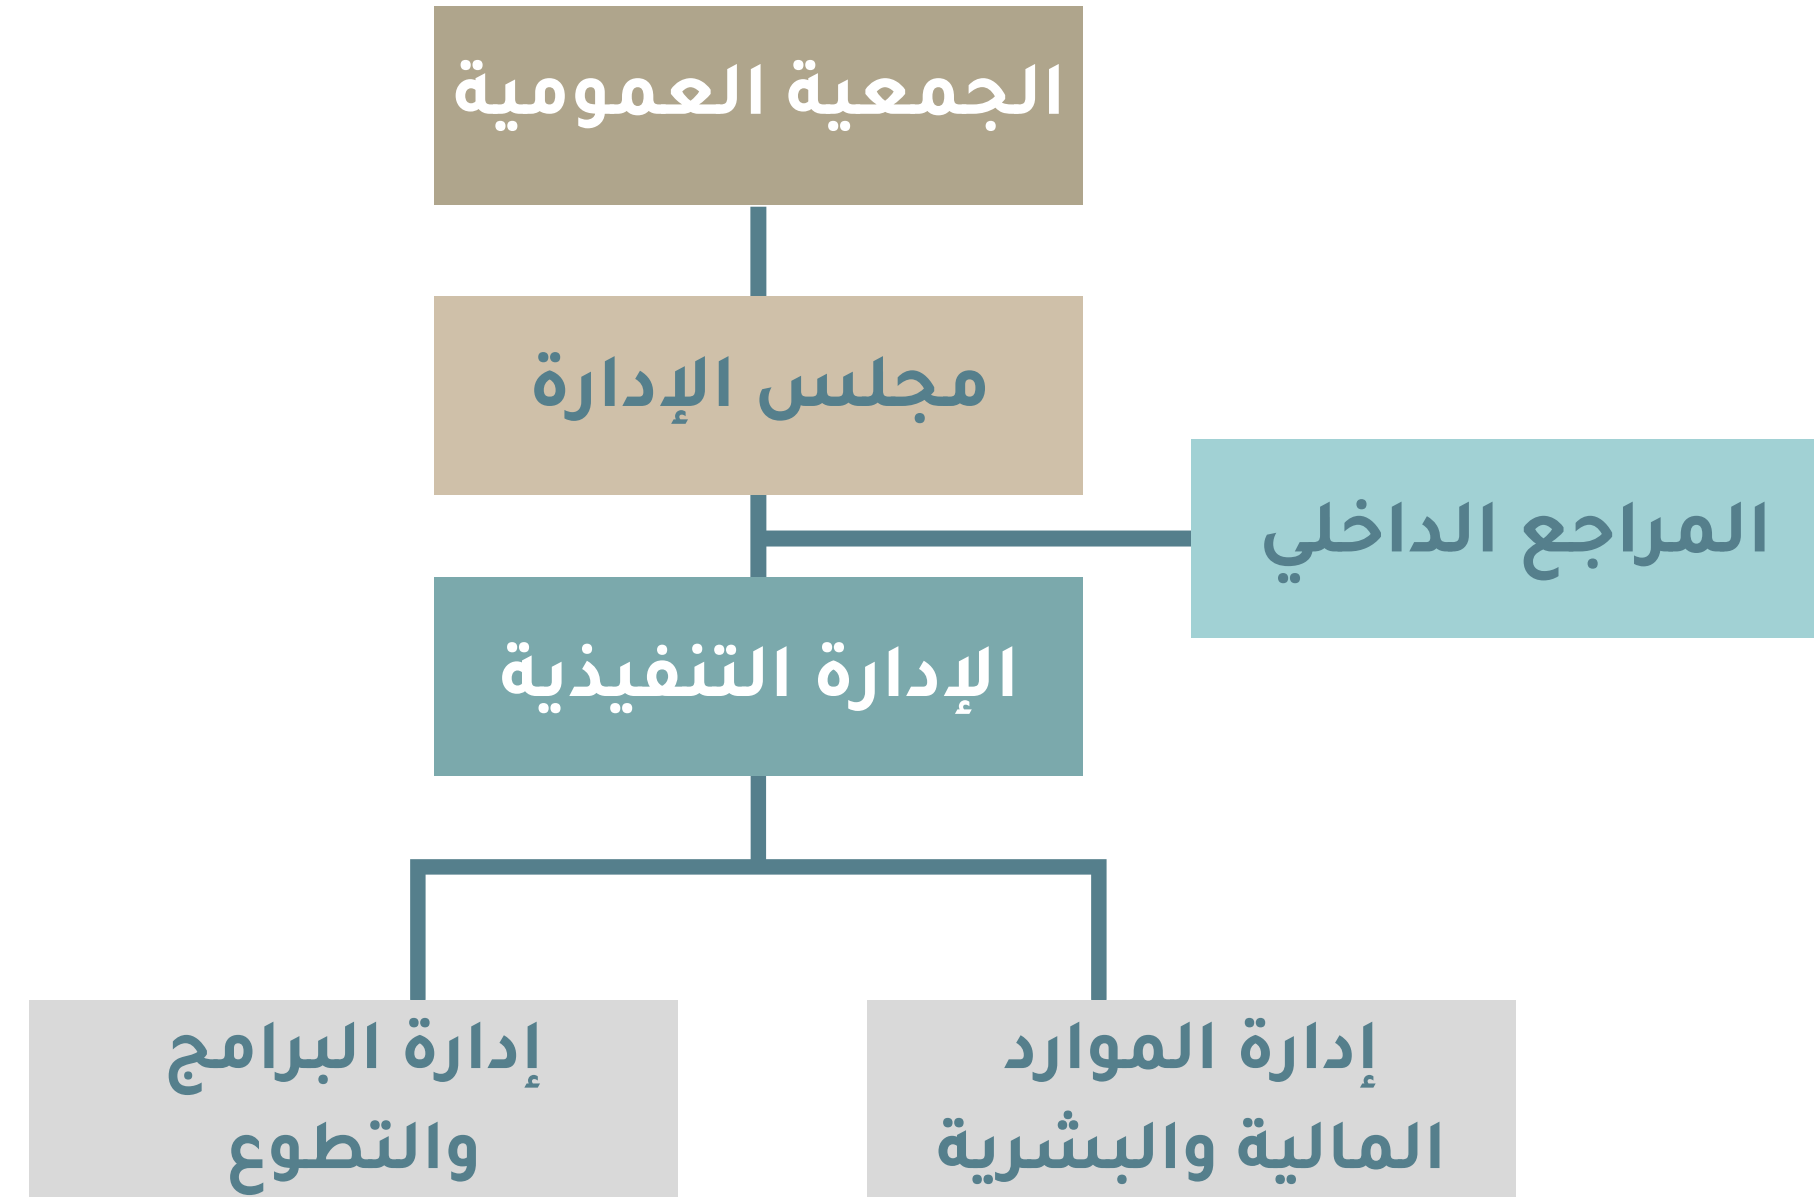 الجمعية العمومية
مجلس الإدارة
المراجع الداخلي
الإدارة التنفيذية
إدارة الموارد
المالية والبشرية
إدارة البرامج
والتطوع